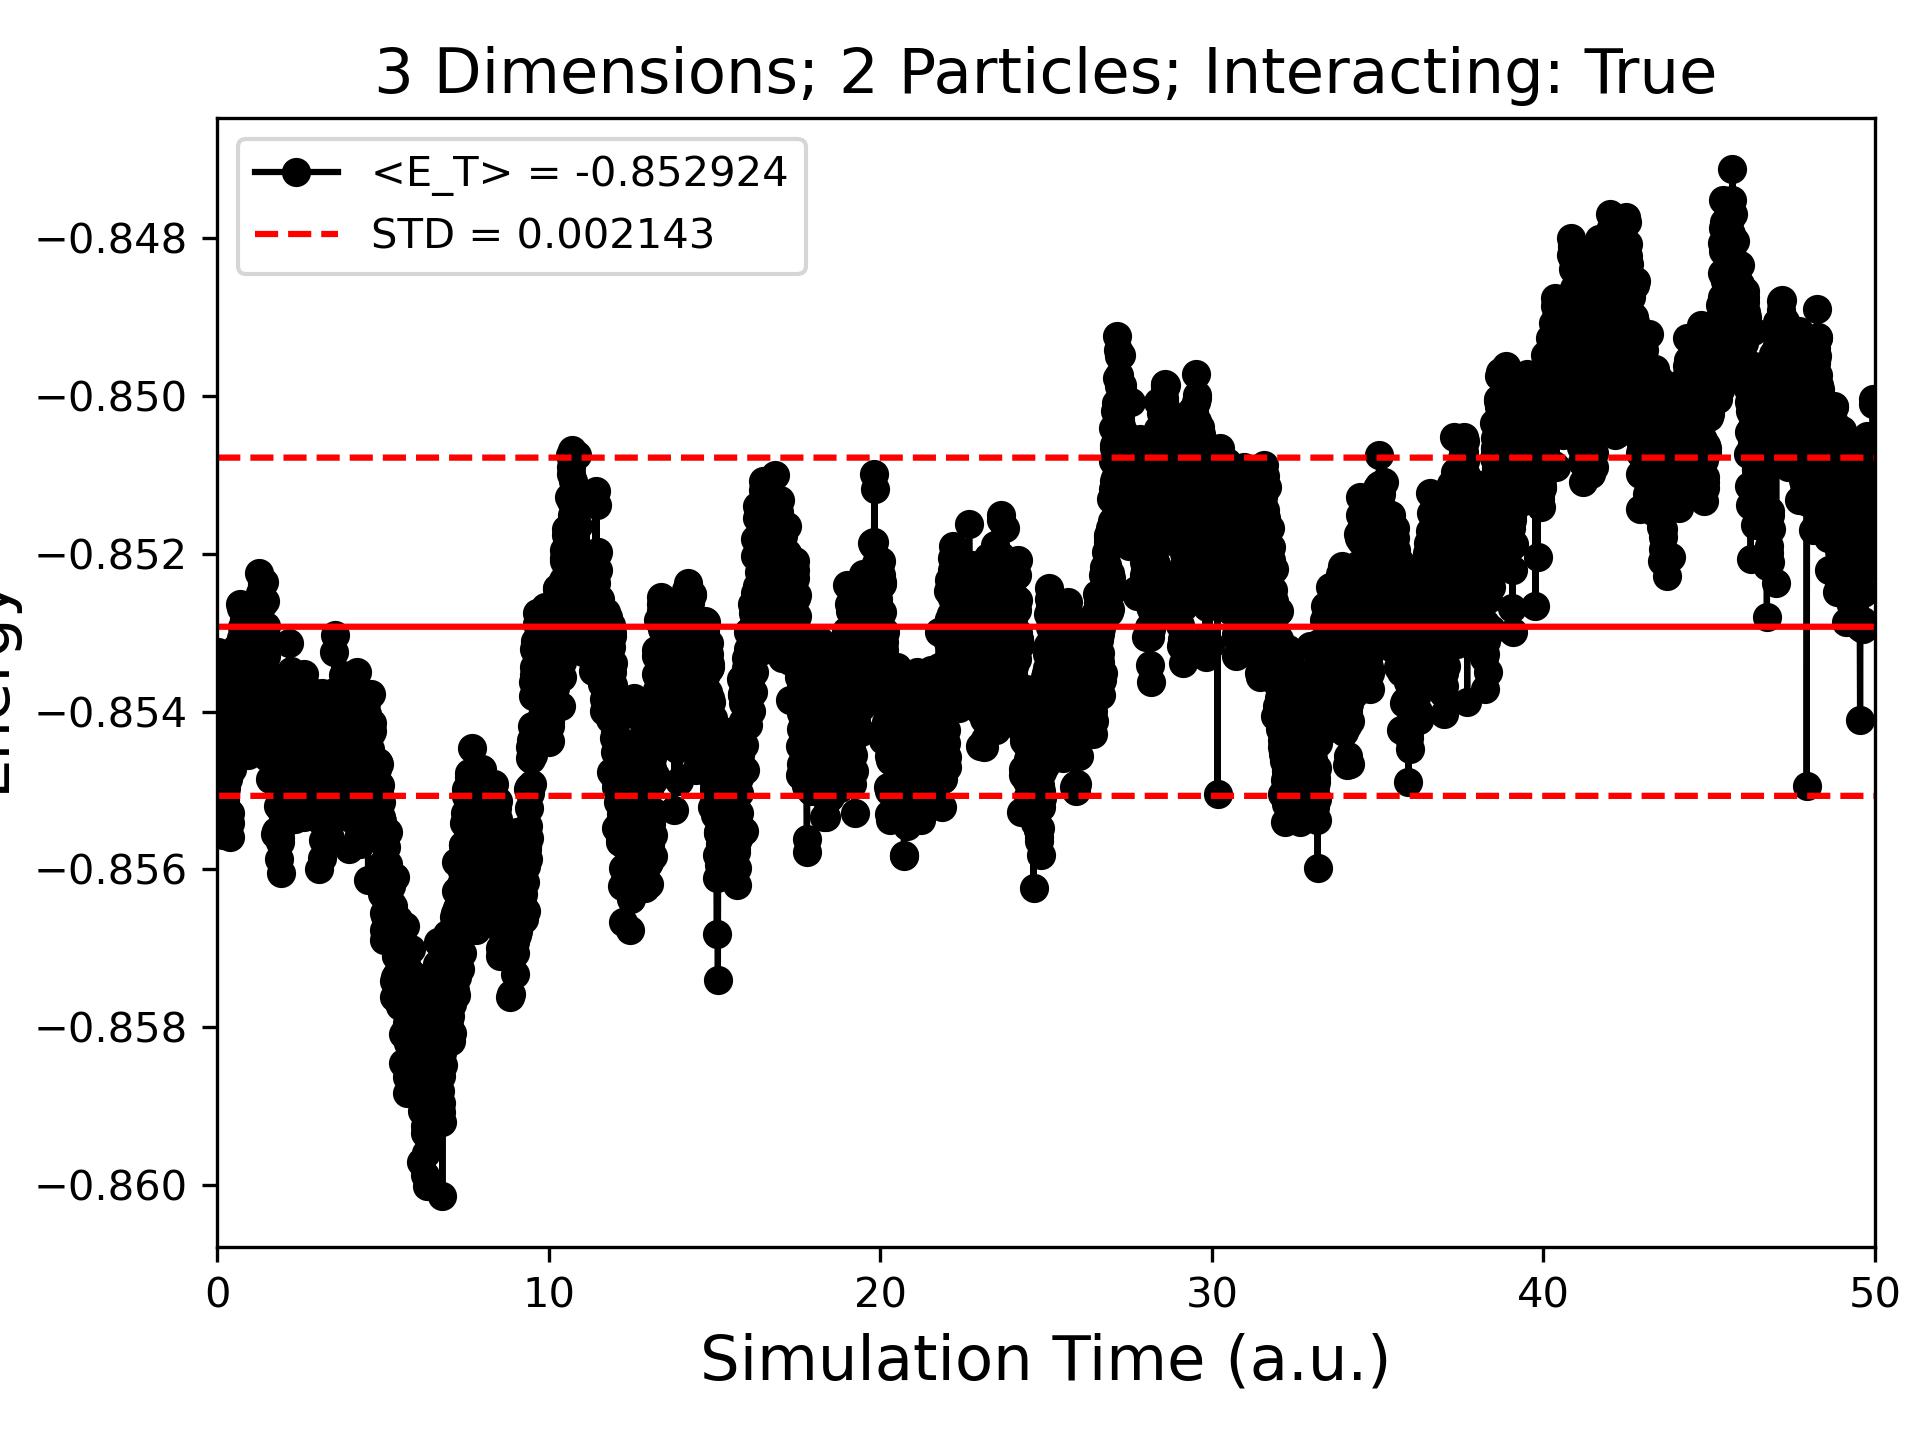 3 Dimensions; 2 Particles; Interacting: True
<E_T> = -0.852924
STD = 0.002143
−0.848
−0.850
−0.852
−0.854
−0.856
−0.858
−0.860
Energy
0 10 20 30 40 50
Simulation Time (a.u.)